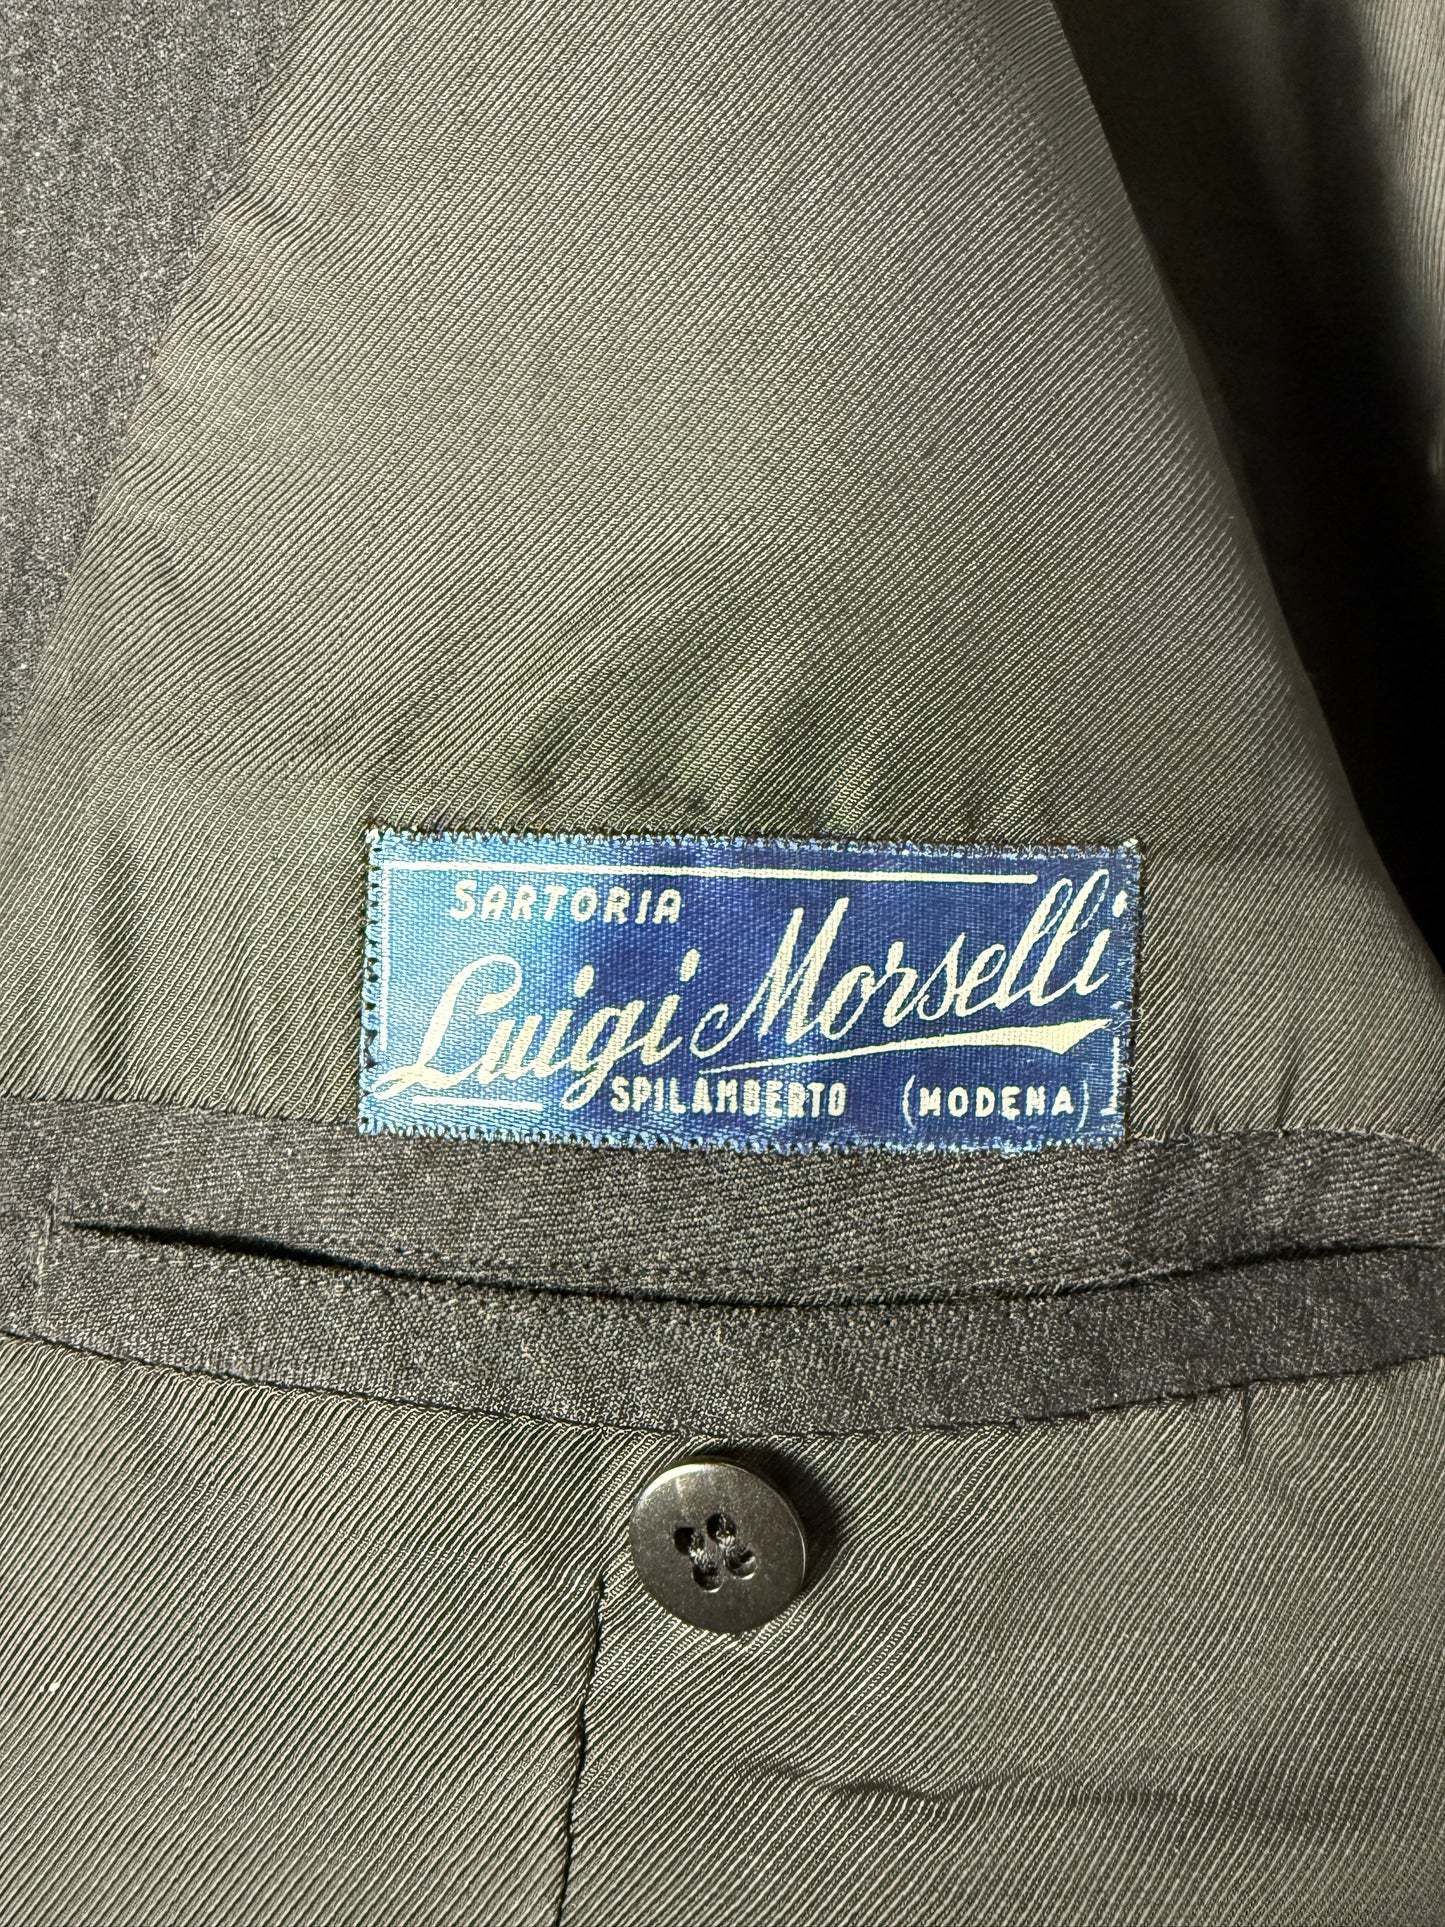 SARTORIA
Luigi Morselli
SPILAMBERTO (MODENA)